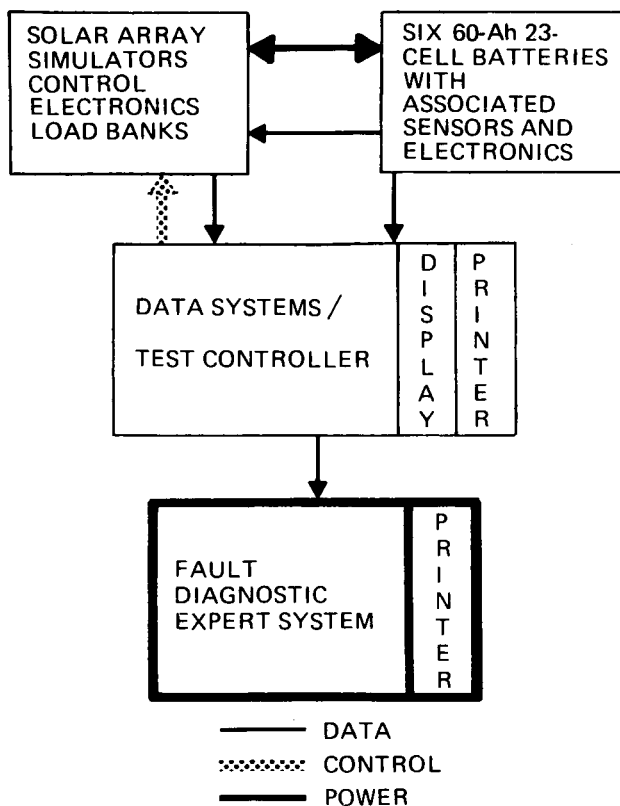 SOLAR ARRAY
SIMULATORS
CONTROL
ELECTRONICS
LOAD BANKS
SIX 60-Ah 23-
CELL BATTERIES
WITH
ASSOCIATED
SENSORS AND
ELECTRONICS
DATA SYSTEMS /
TEST CONTROLLER
DISPLAY
PRINTER
FAULT
DIAGNOSTIC
EXPERT SYSTEM
PRINTER
DATA
CONTROL
POWER